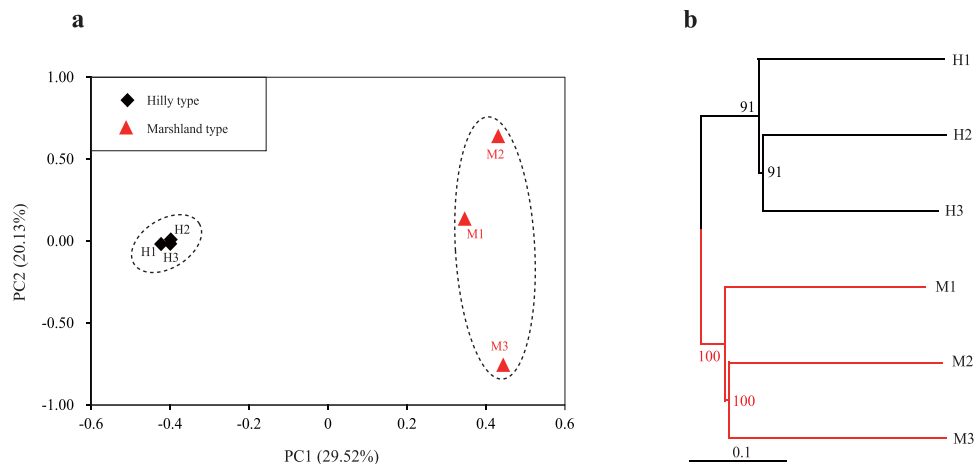 a
1.00
0.50
0.00
-0.50
-1.00
PC2 (20.13%)
Hilly type
Marshland type
H1
H2
H3
M2
M1
M3
-0.6
-0.4
-0.2
0
0.2
0.4
0.6
PC1 (29.52%)
b
H1
91
H2
91
H3
M1
100
M2
100
M3
0.1